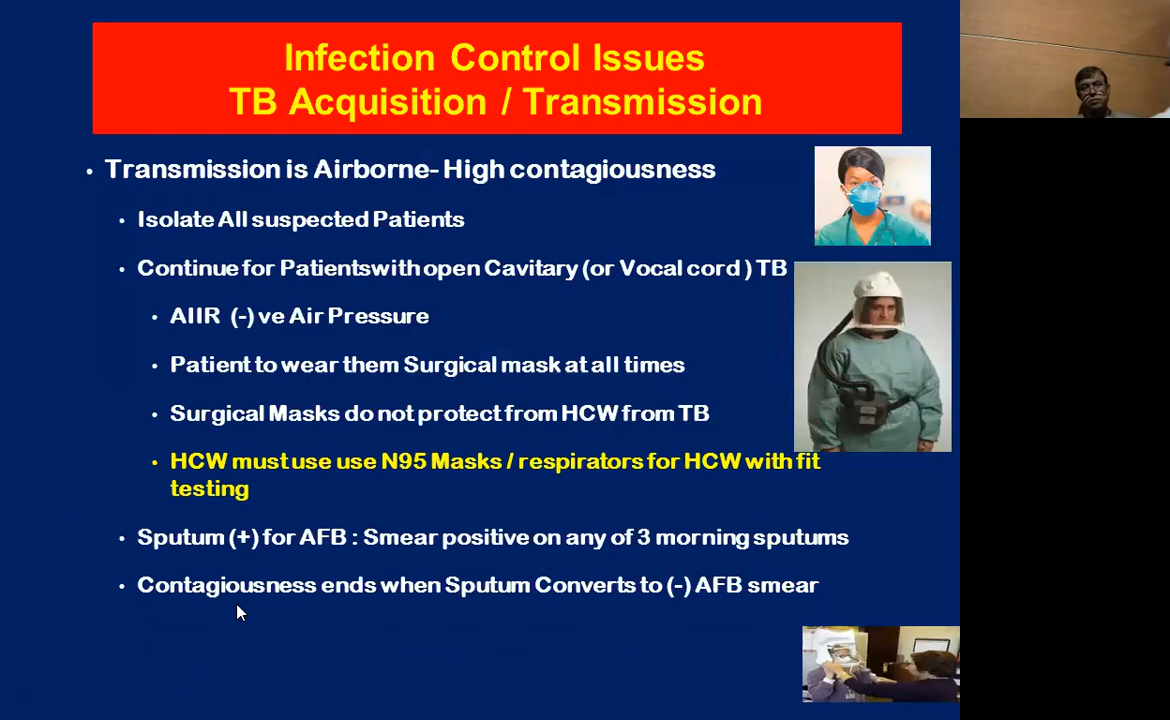 Infection Control Issues
TB Acquisition / Transmission
• Transmission is Airborne- High contagiousness
• Isolate All suspected Patients
• Continue for Patientswith open Cavitary (or Vocal cord ) TB
• AIIR (-) ve Air Pressure
• Patient to wear them Surgical mask at all times
• Surgical Masks do not protect from HCW from TB
• HCW must use use N95 Masks / respirators for HCW with fit
testing
• Sputum (+) for AFB : Smear positive on any of 3 morning sputums
• Contagiousness ends when Sputum Converts to (-) AFB smear